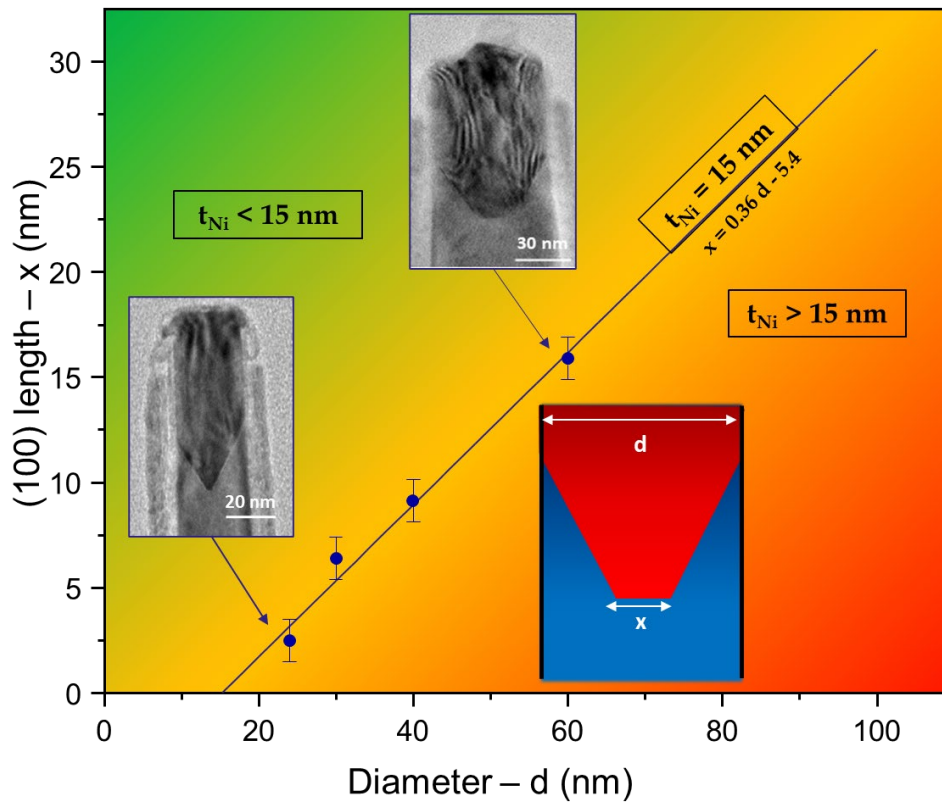 30
25
20
15
10
5
0
(100) length – x (nm)
t_Ni < 15 nm
20 nm
30 nm
t_Ni = 15 nm
x = 0.36 d - 5.4
t_Ni > 15 nm
d
x
0 20 40 60 80 100
Diameter – d (nm)